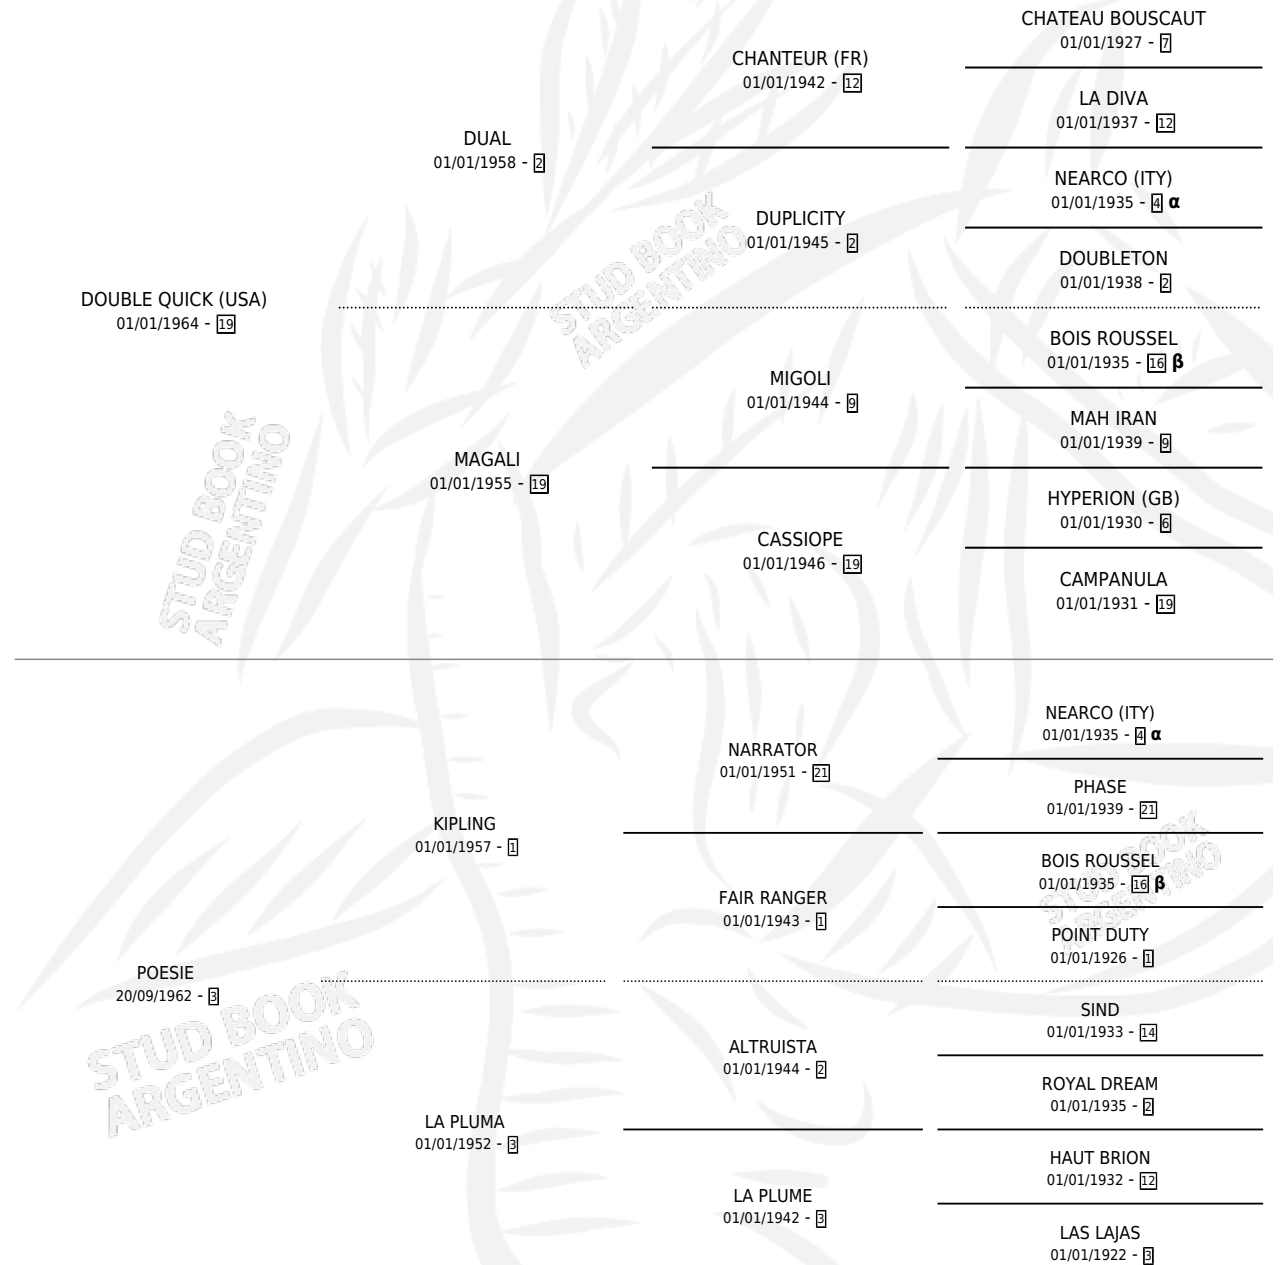 CHATEAU BOUSCAUT
01/01/1927 - 7
CHANTEUR (FR)
01/01/1942 - 12
LA DIVA
01/01/1937 - 12
DUAL
01/01/1958 - 2
NEARCO (ITY)
01/01/1935 - 4 α
DUPLICITY
01/01/1945 - 2
DOUBLETON
01/01/1938 - 2
DOUBLE QUICK (USA)
01/01/1964 - 19
BOIS ROUSSEL
01/01/1935 - 16 β
MIGOLI
01/01/1944 - 9
MAH IRAN
01/01/1939 - 9
MAGALI
01/01/1955 - 19
HYPERION (GB)
01/01/1930 - 6
CASSIOPE
01/01/1946 - 19
CAMPANULA
01/01/1931 - 19
STUD BOOK
ARGENTINO
STUD BOOK
ARGENTINO
NEARCO (ITY)
01/01/1935 - 4 α
NARRATOR
01/01/1951 - 21
PHASE
01/01/1939 - 21
KIPLING
01/01/1957 - 1
BOIS ROUSSEL
01/01/1935 - 16 β
FAIR RANGER
01/01/1943 - 1
POINT DUTY
01/01/1926 - 1
POESIE
20/09/1962 - 3
SIND
01/01/1933 - 14
ALTRUISTA
01/01/1944 - 2
ROYAL DREAM
01/01/1935 - 2
LA PLUMA
01/01/1952 - 3
HAUT BRION
01/01/1932 - 12
LA PLUME
01/01/1942 - 3
LAS LAJAS
01/01/1922 - 3
STUD BOOK
ARGENTINO
STUD BOOK
ARGENTINO